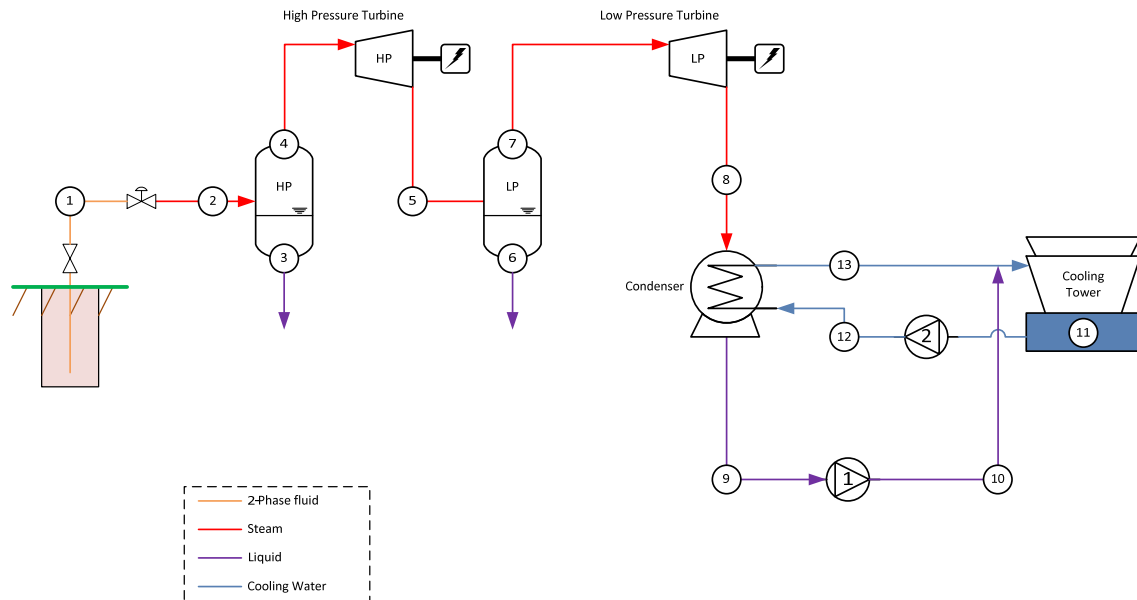 High Pressure Turbine
Low Pressure Turbine
HP
LP
4
7
HP
LP
1
2
5
8
3
6
13
Condenser
Cooling
Tower
12
2
11
9
1
10
2-Phase fluid
Steam
Liquid
Cooling Water